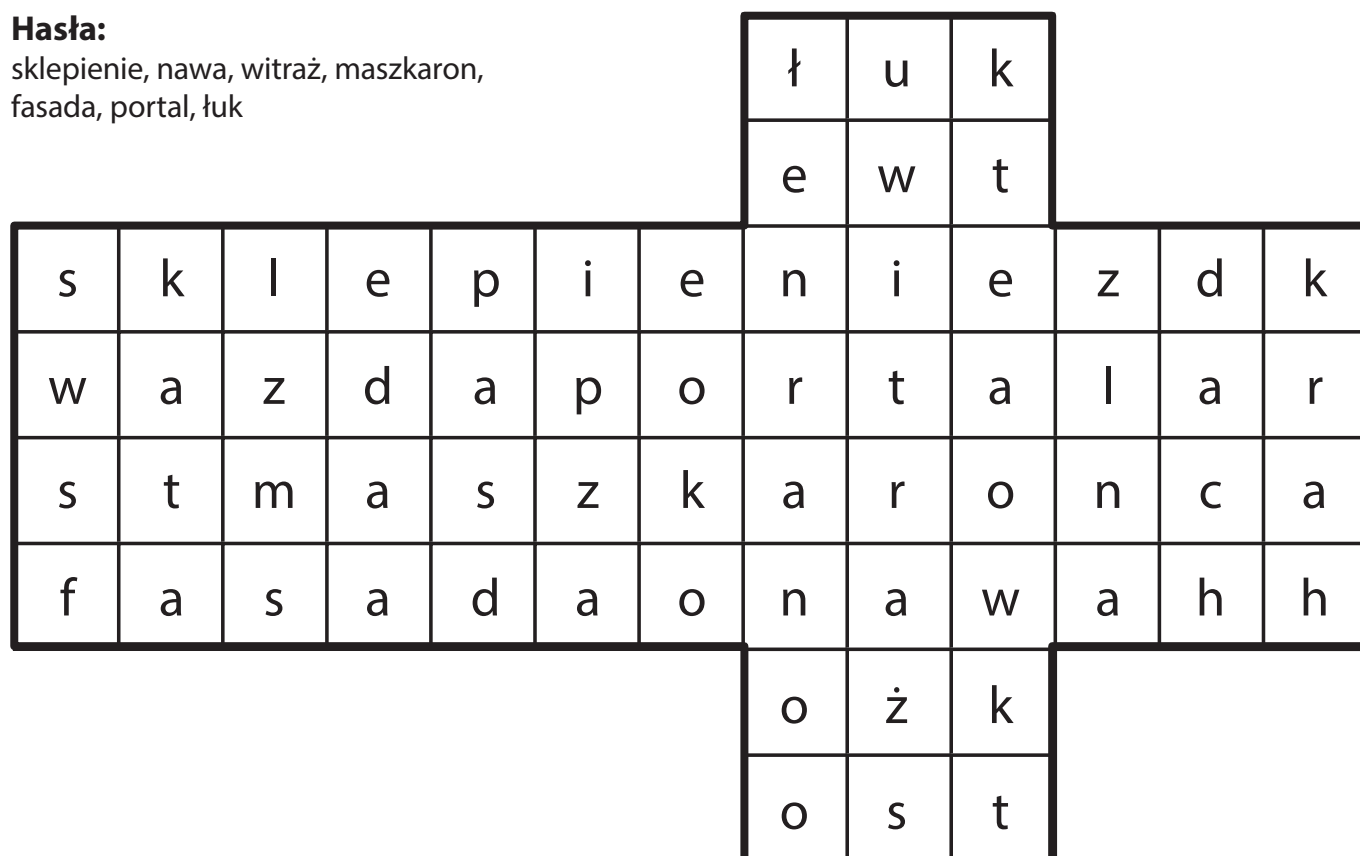 Hasła:
sklepienie, nawa, witraż, maszkaron,
fasada, portal, łuk
ł u k
e w t
s k l e p i e n i e z d k
w a z d a p o r t a l a r
s t m a s z k a r o n c a
f a s a d a o n a w a h h
o ż k
o s t